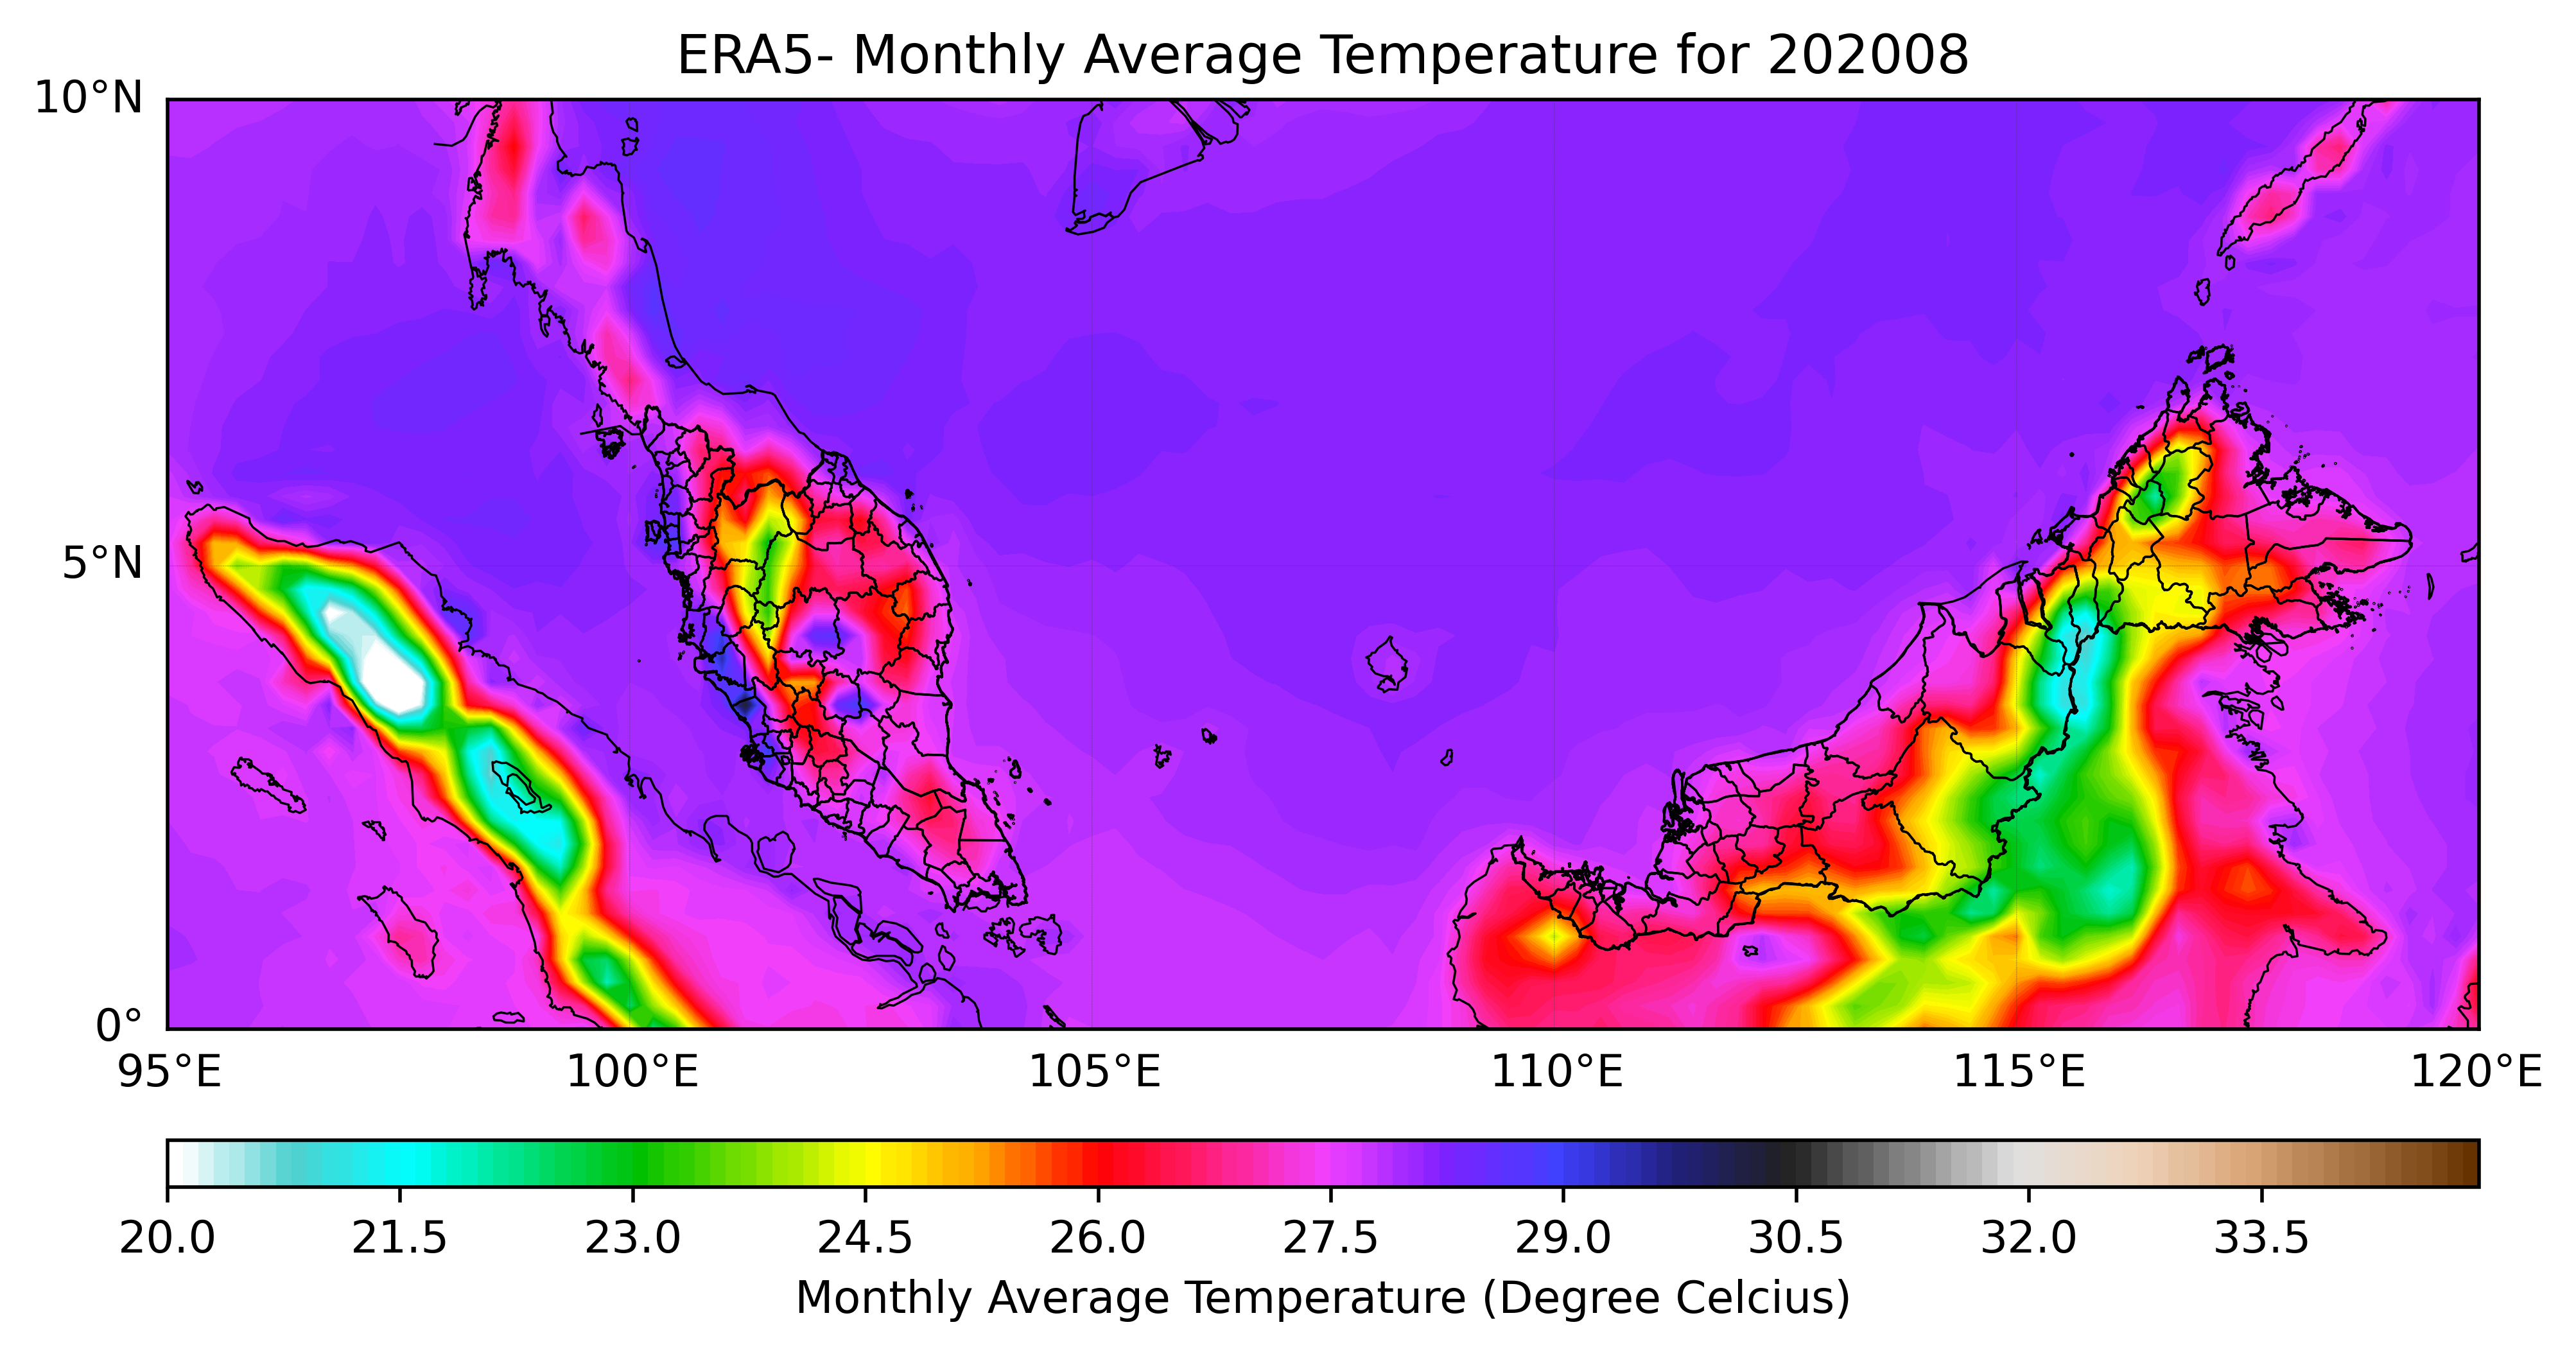 ERA5- Monthly Average Temperature for 202008
10°N
5°N
0°
95°E 100°E 105°E 110°E 115°E 120°E
20.0 21.5 23.0 24.5 26.0 27.5 29.0 30.5 32.0 33.5
Monthly Average Temperature (Degree Celcius)